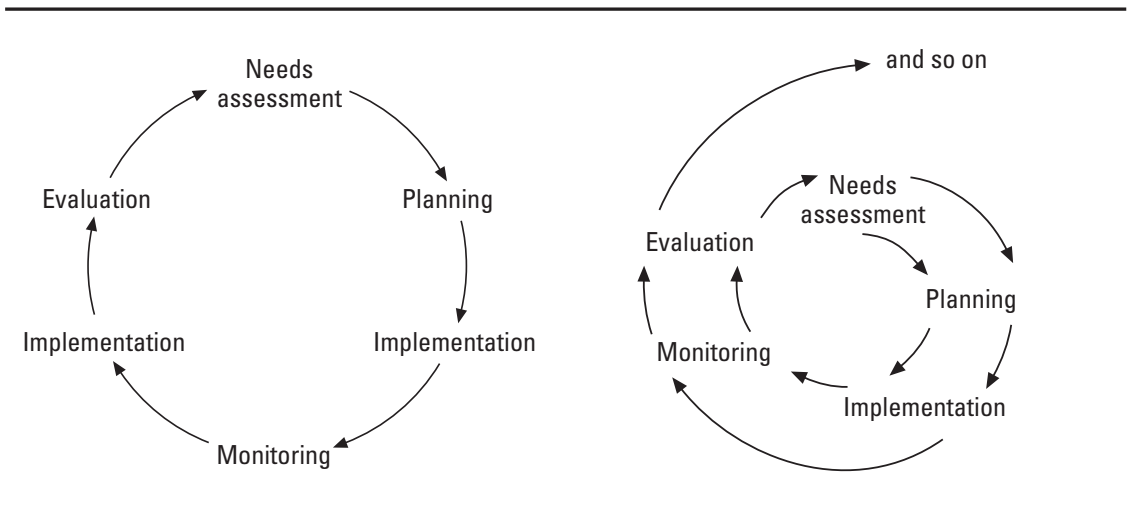 Needs
assessment
Planning
Implementation
Monitoring
Implementation
Evaluation
and so on
Needs
assessment
Planning
Implementation
Monitoring
Evaluation